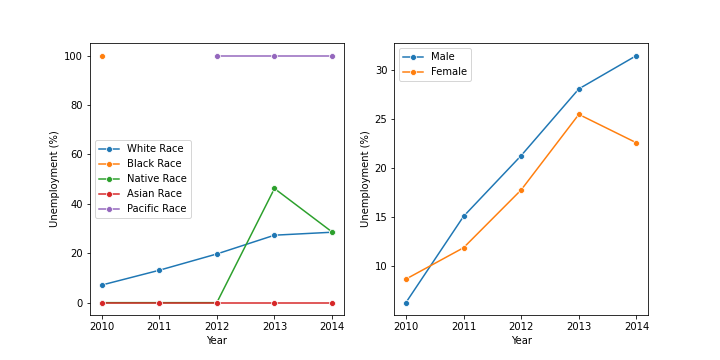 100
80
60
40
20
0
Unemployment (%)
White Race
Black Race
Native Race
Asian Race
Pacific Race
2010 2011 2012 2013 2014
Year
30
25
20
15
10
Unemployment (%)
Male
Female
2010 2011 2012 2013 2014
Year